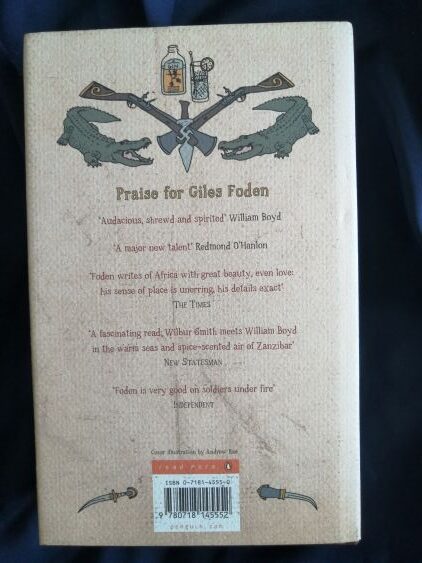 Praise for Giles Foden
'Audacious, shrewd and spirited' William Boyd
'A major new talent' Redmond O'Hanlon
'Foden writes of Africa with great beauty, even love:
his sense of place is unerring, his details exact'
THE TIMES
'A fascinating read; Wilbur Smith meets William Boyd
in the warm seas and spice-scented air of Zanzibar'
NEW STATESMAN
'Foden is very good on soldiers under fire'
INDEPENDENT
Cover illustration by Andrew Rae
read more
ISBN 0-7181-4555-0
9 780718 145552
penguin.com